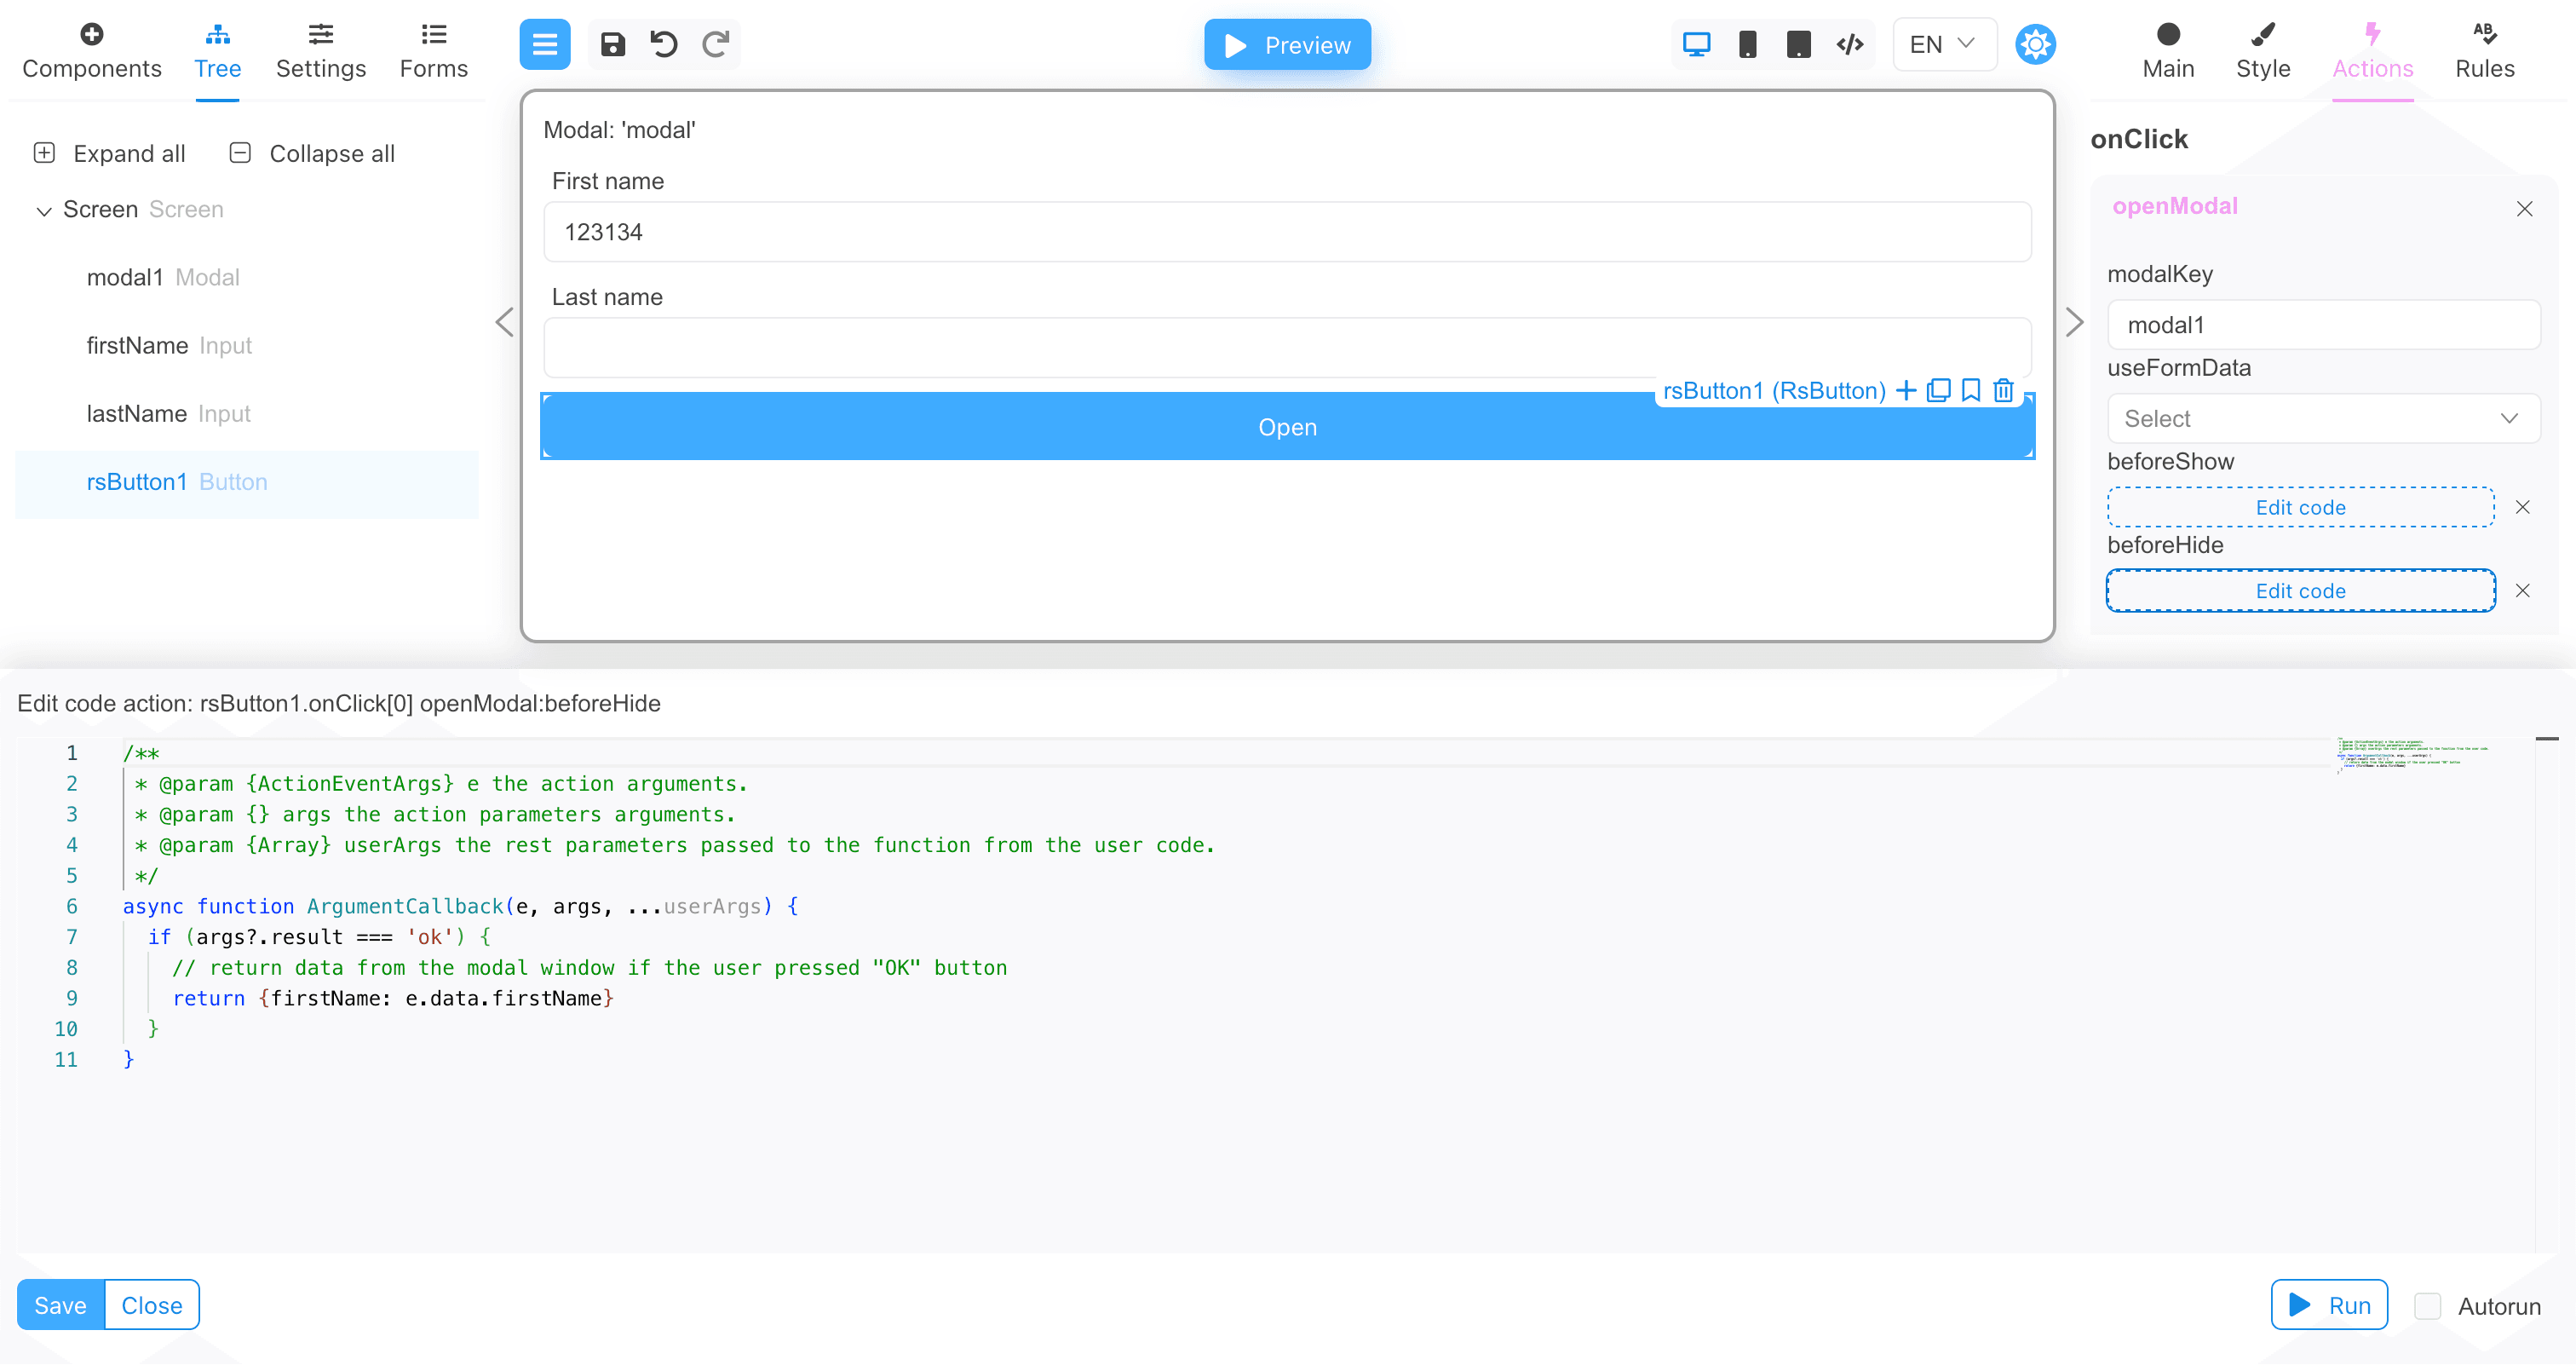 Components Tree Settings Forms
Preview
EN
Main Style Actions Rules
Expand all Collapse all
Screen Screen
modal1 Modal
firstName Input
lastName Input
rsButton1 Button
Modal: 'modal'
First name
123134
Last name
rsButton1 (RsButton)
Open
onClick
openModal
modalKey
modal1
useFormData
Select
beforeShow
Edit code
beforeHide
Edit code
Edit code action: rsButton1.onClick[0] openModal:beforeHide
1 /**
2 * @param {ActionEventArgs} e the action arguments.
3 * @param {} args the action parameters arguments.
4 * @param {Array} userArgs the rest parameters passed to the function from the user code.
5 */
6 async function ArgumentCallback(e, args, ...userArgs) {
7 if (args?.result === 'ok') {
8 // return data from the modal window if the user pressed "OK" button
9 return {firstName: e.data.firstName}
10 }
11 }
Save Close
Run Autorun